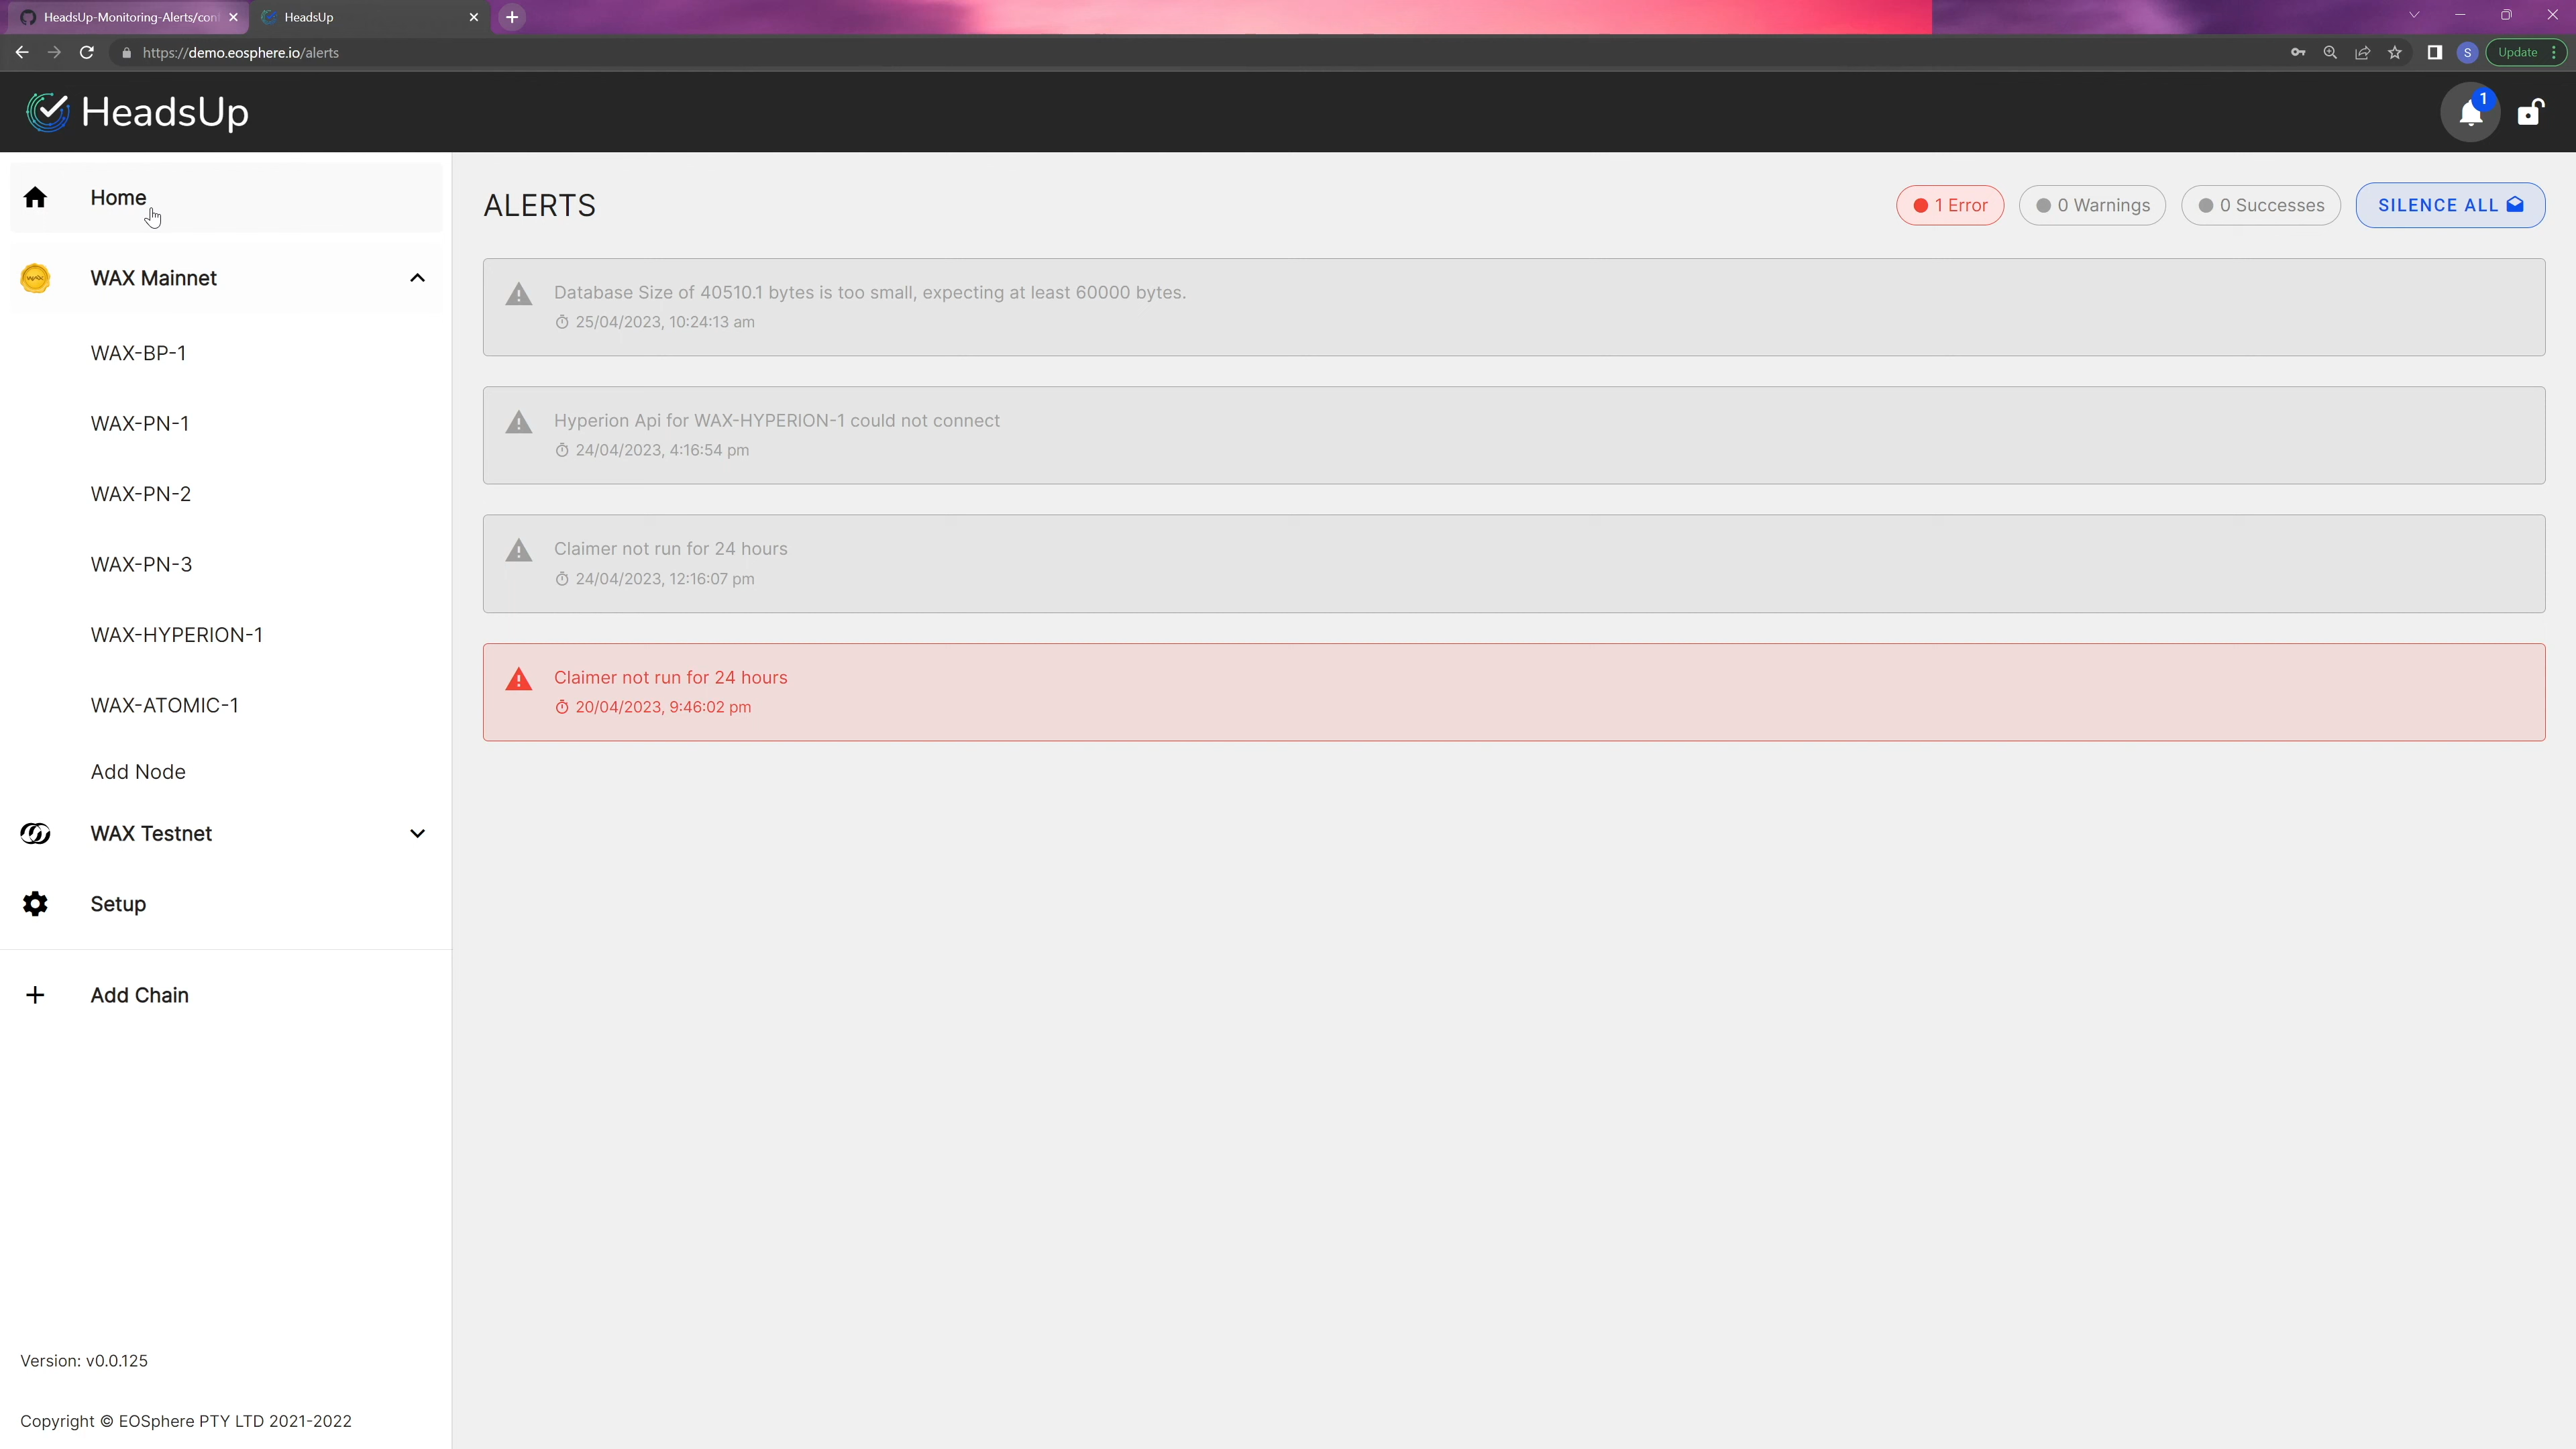 HeadsUp-Monitoring-Alerts/con
HeadsUp
https://demo.eosphere.io/alerts
S
Update
HeadsUp
1
Home
WAX Mainnet
WAX-BP-1
WAX-PN-1
WAX-PN-2
WAX-PN-3
WAX-HYPERION-1
WAX-ATOMIC-1
Add Node
WAX Testnet
Setup
Add Chain
Version: v0.0.125
Copyright © EOSphere PTY LTD 2021-2022
ALERTS
1 Error
0 Warnings
0 Successes
SILENCE ALL
Database Size of 40510.1 bytes is too small, expecting at least 60000 bytes.
25/04/2023, 10:24:13 am
Hyperion Api for WAX-HYPERION-1 could not connect
24/04/2023, 4:16:54 pm
Claimer not run for 24 hours
24/04/2023, 12:16:07 pm
Claimer not run for 24 hours
20/04/2023, 9:46:02 pm